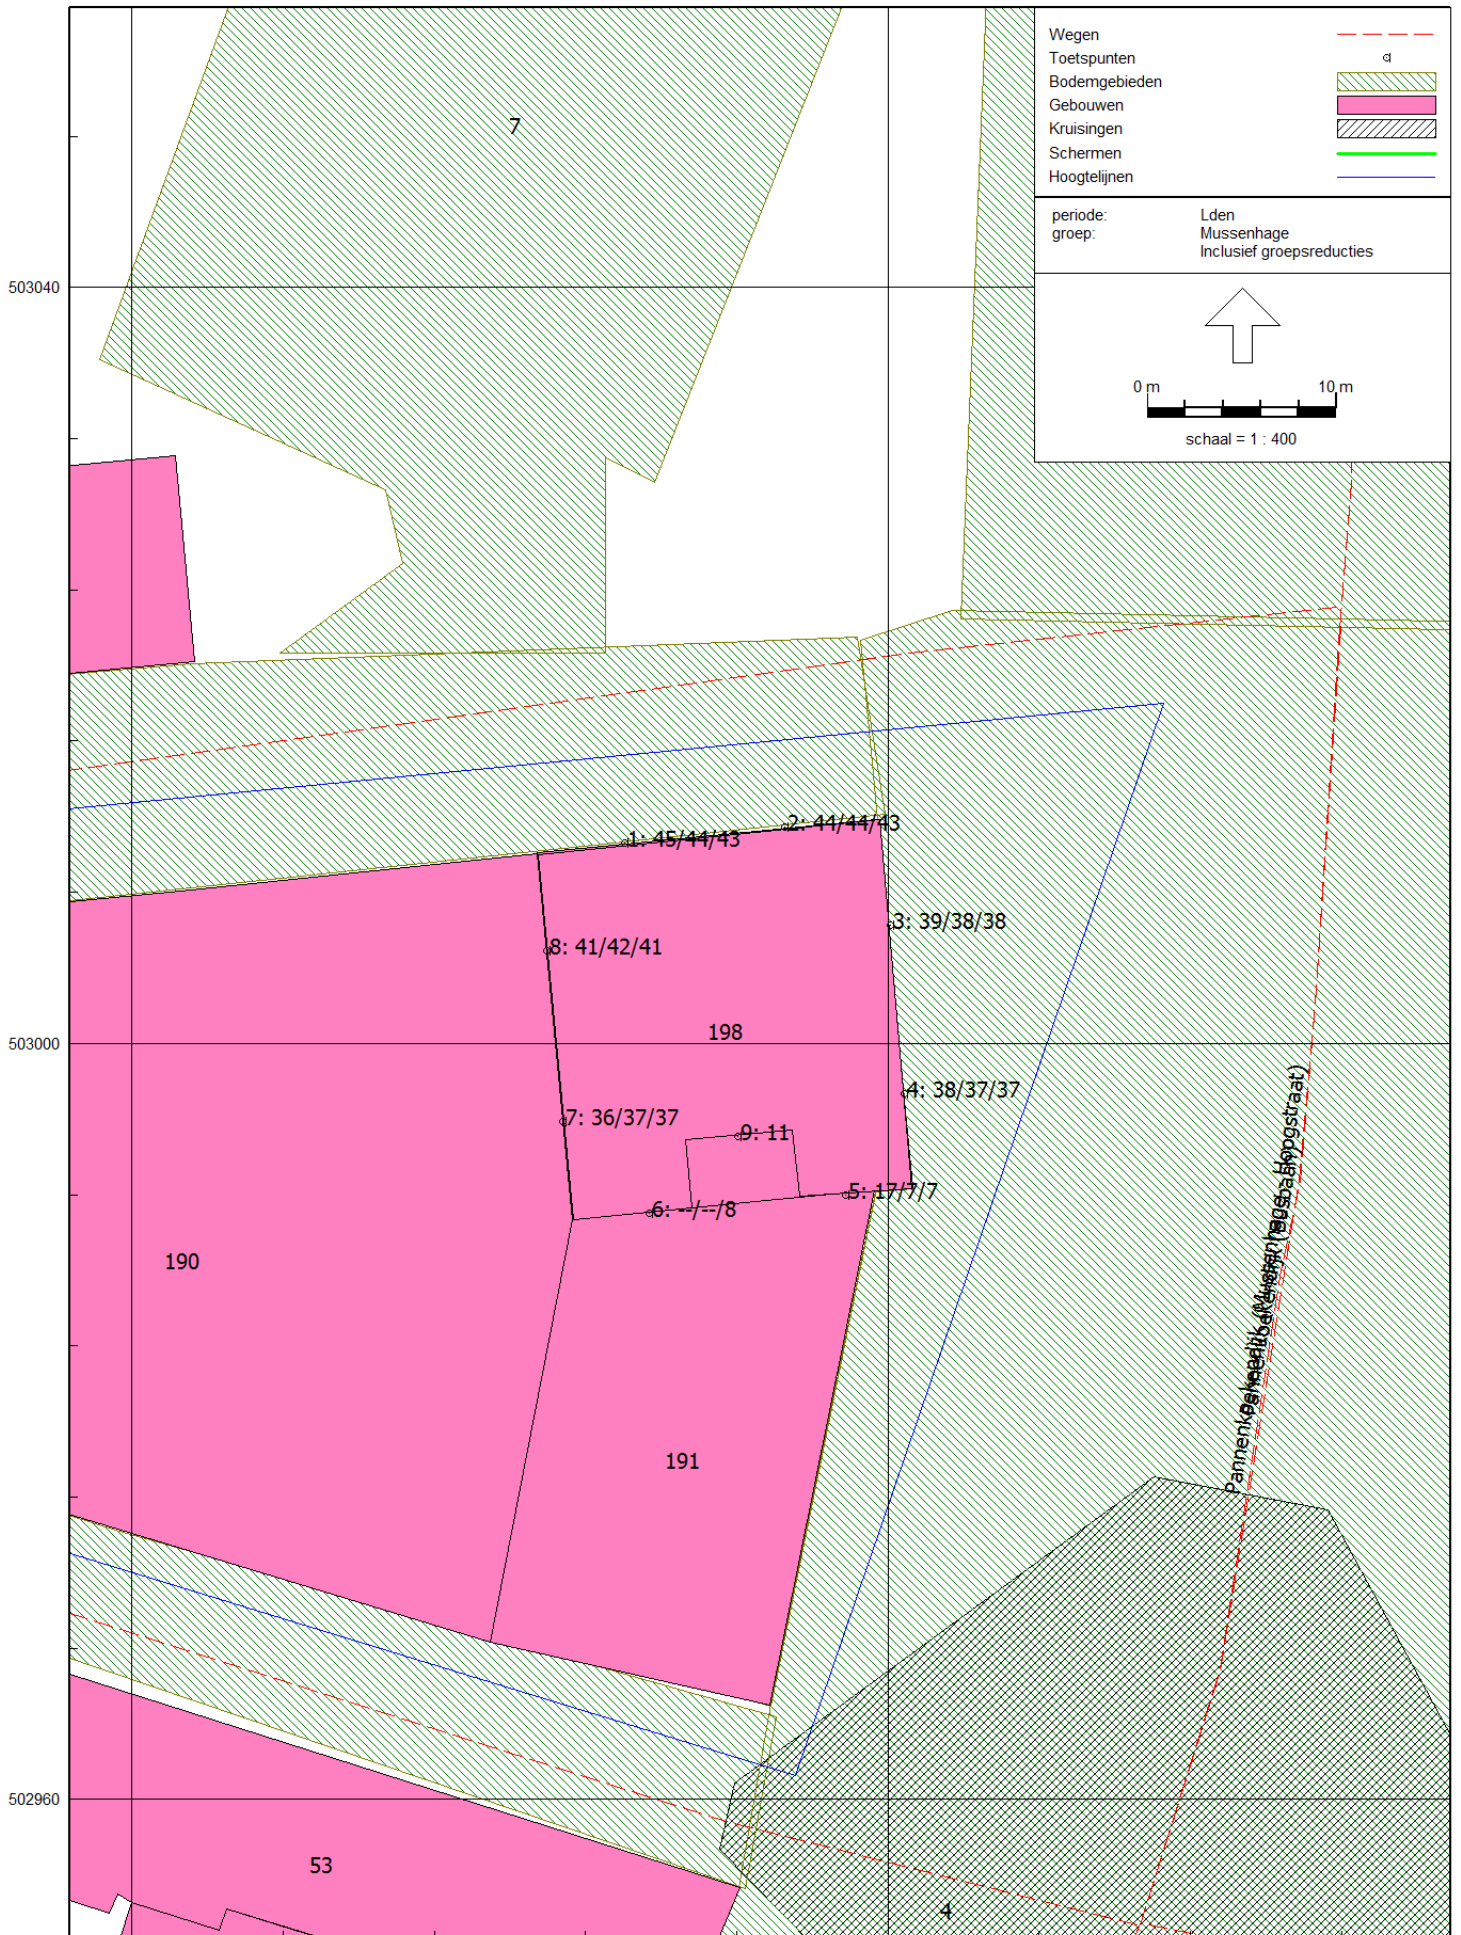 Wegen
Toetspunten
Bodemgebieden
Gebouwen
Kruisingen
Schermen
Hoogtelijnen
periode: Lden
groep: Mussenhage
Inclusief groepsreducties
0 m 10 m
schaal = 1 : 400
7
503040
1: 45/44/43
2: 44/44/43
3: 39/38/38
8: 41/42/41
198
503000
4: 38/37/37
7: 36/37/37
9: 11
5: 17/7/7
6: --/--/8
190
191
Hoogstraat)
502960
53
4